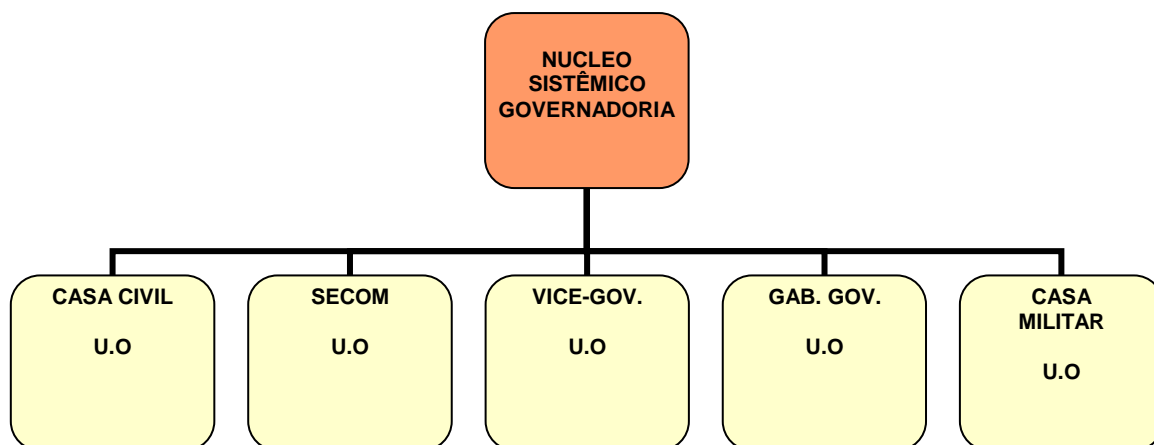 NUCLEO
SISTÊMICO
GOVERNADORIA
CASA CIVIL
U.O
SECOM
U.O
VICE-GOV.
U.O
GAB. GOV.
U.O
CASA
MILITAR
U.O